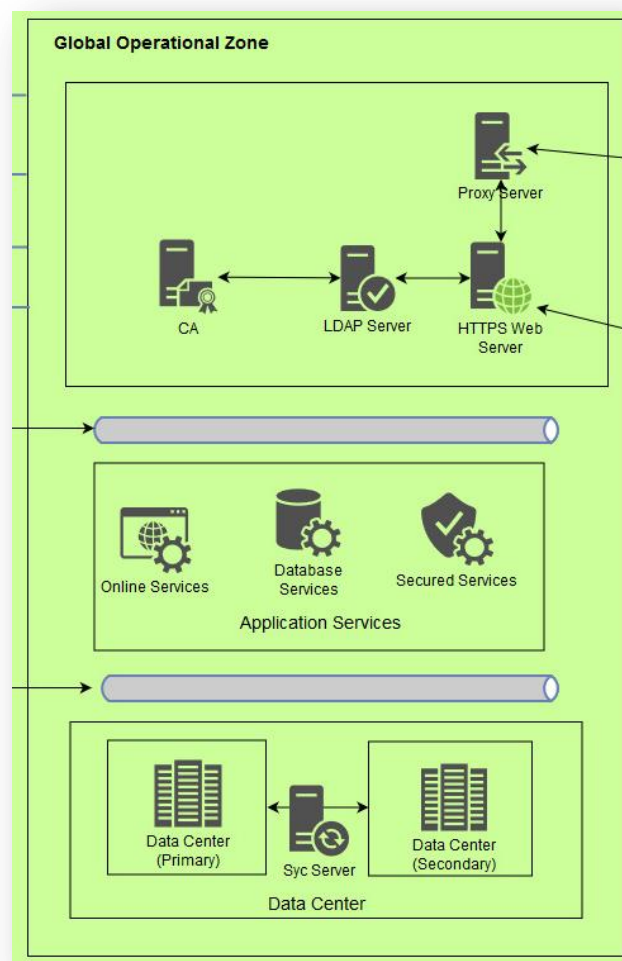 Global Operational Zone
Proxy Server
CA
LDAP Server
HTTPS Web
Server
Online Services
Database
Services
Secured Services
Application Services
Data Center
(Primary)
Syc Server
Data Center
(Secondary)
Data Center